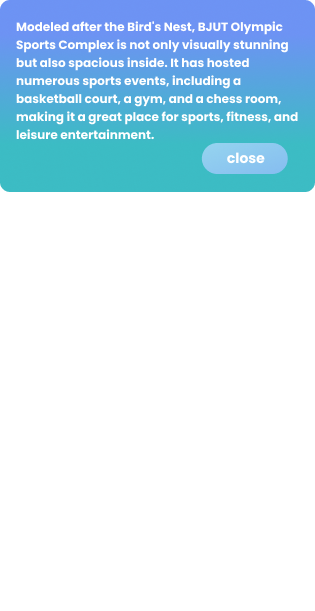 Modeled after the Bird's Nest, BJUT Olympic
Sports Complex is not only visually stunning
but also spacious inside. It has hosted
numerous sports events, including a
basketball court, a gym, and a chess room,
making it a great place for sports, fitness, and
leisure entertainment.
close